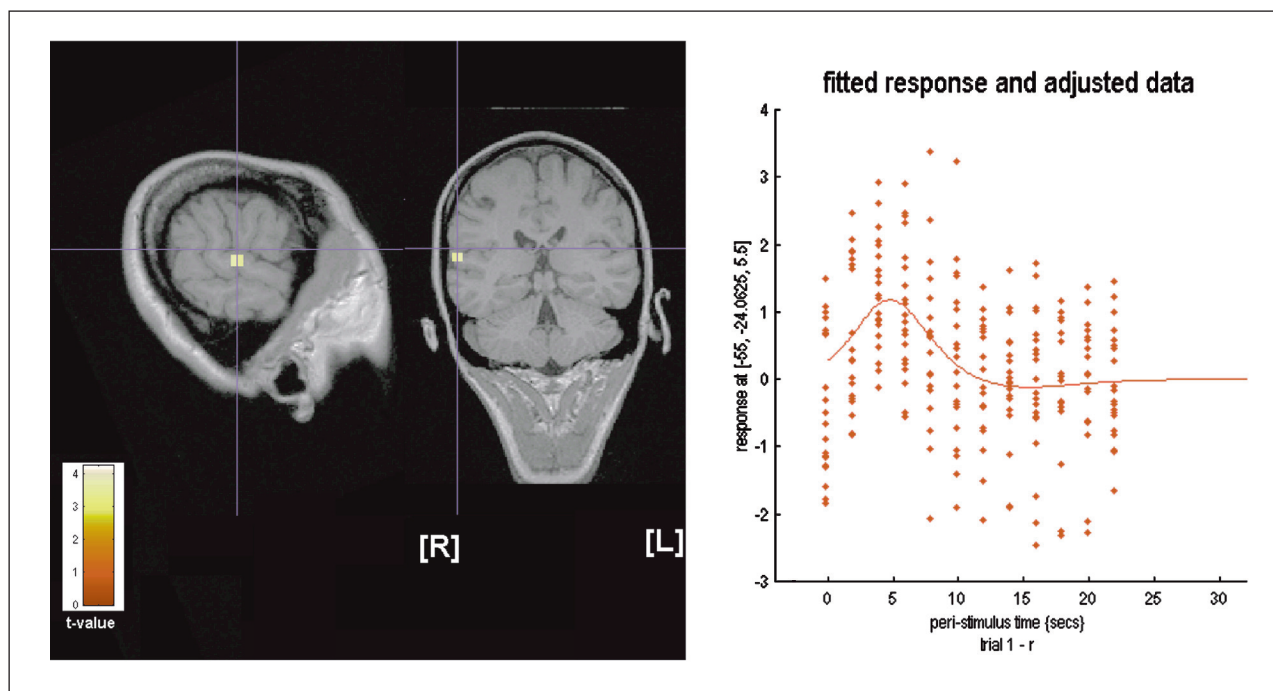 4
3
2
1
0
t-value
[R]
[L]
fitted response and adjusted data
response at [-55, -24.0625, 5.5]
4
3
2
1
0
-1
-2
-3
0 5 10 15 20 25 30
peri-stimulus time {secs}
trial 1 - r